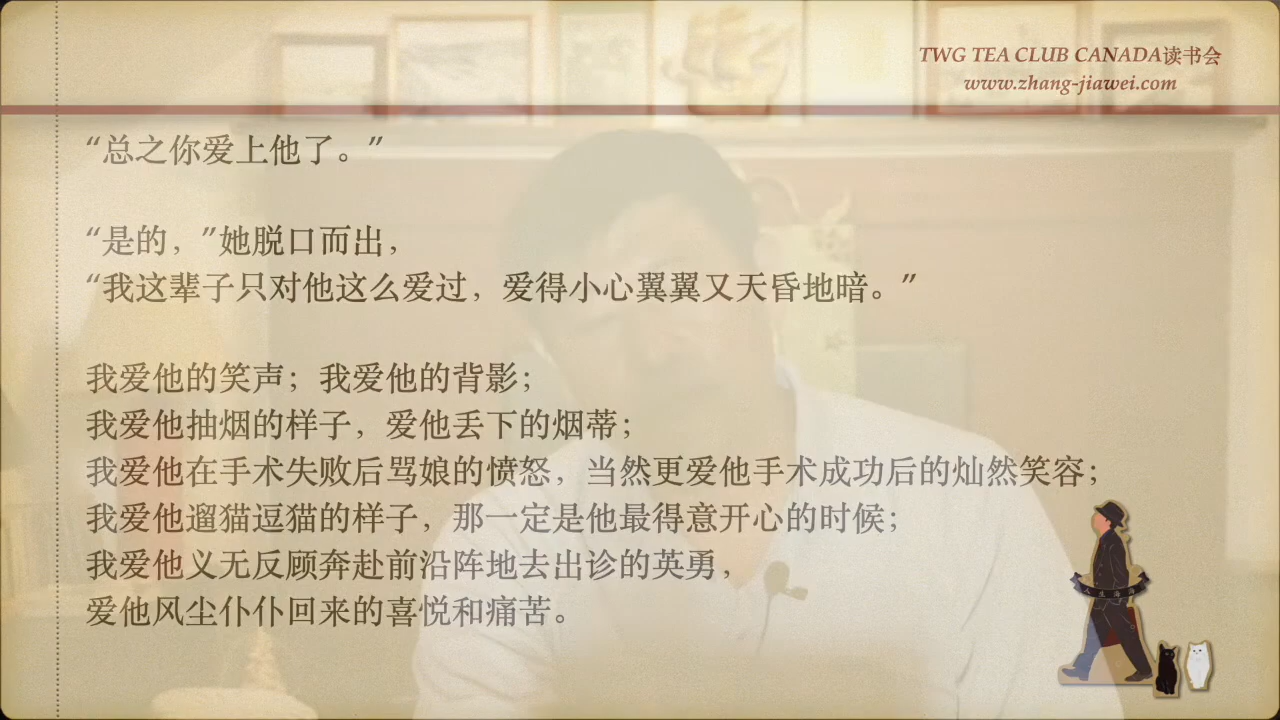 TWG TEA CLUB CANADA读书会
www.zhang-jiawei.com
“总之你爱上他了。”
“是的，”她脱口而出，
“我这辈子只对他这么爱过，爱得小心翼翼又天昏地暗。”
我爱他的笑声；我爱他的背影；
我爱他抽烟的样子，爱他丢下的烟蒂；
我爱他在手术失败后骂娘的愤怒，当然更爱他手术成功后的灿然笑容；
我爱他遛猫逗猫的样子，那一定是他最得意开心的时候；
我爱他义无反顾奔赴前沿阵地去出诊的英勇，
爱他风尘仆仆回来的喜悦和痛苦。
人生海海